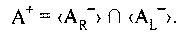 A⁺ = ‹A_R⁻› ∩ ‹A_L⁻›.